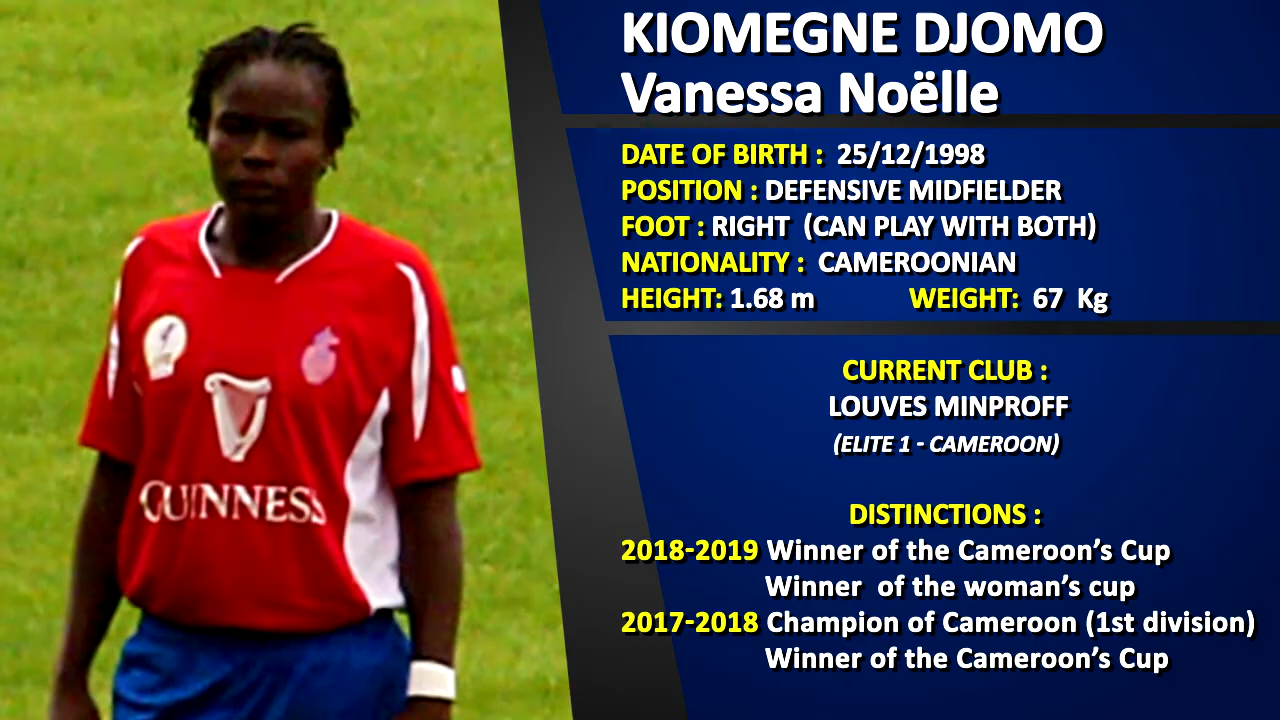 KIOMEGNE DJOMO
Vanessa Noëlle
DATE OF BIRTH : 25/12/1998
POSITION : DEFENSIVE MIDFIELDER
FOOT : RIGHT (CAN PLAY WITH BOTH)
NATIONALITY : CAMEROONIAN
HEIGHT: 1.68 m WEIGHT: 67 Kg
CURRENT CLUB :
LOUVES MINPROFF
(ELITE 1 - CAMEROON)
DISTINCTIONS :
2018-2019 Winner of the Cameroon’s Cup
Winner of the woman’s cup
2017-2018 Champion of Cameroon (1st division)
Winner of the Cameroon’s Cup
GUINNESS